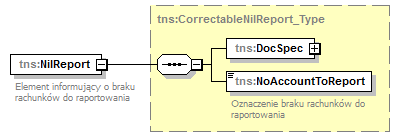 tns:CorrectableNilReport_Type
tns:NilReport
Element informujący o braku
rachunków do raportowania
tns:DocSpec
tns:NoAccountToReport
Oznaczenie braku rachunków do
raportowania